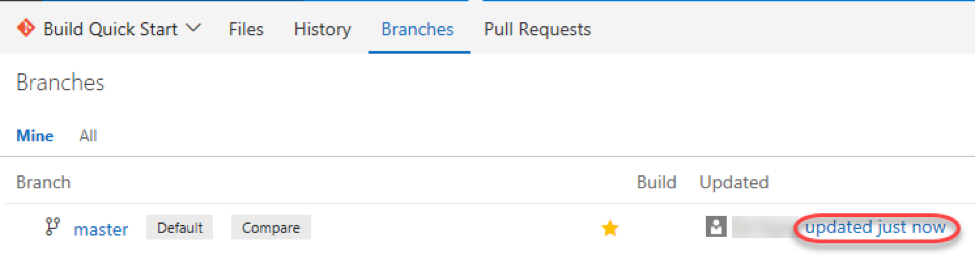 Build Quick Start Files History Branches Pull Requests
Branches
Mine All
Branch Build Updated
master Default Compare updated just now